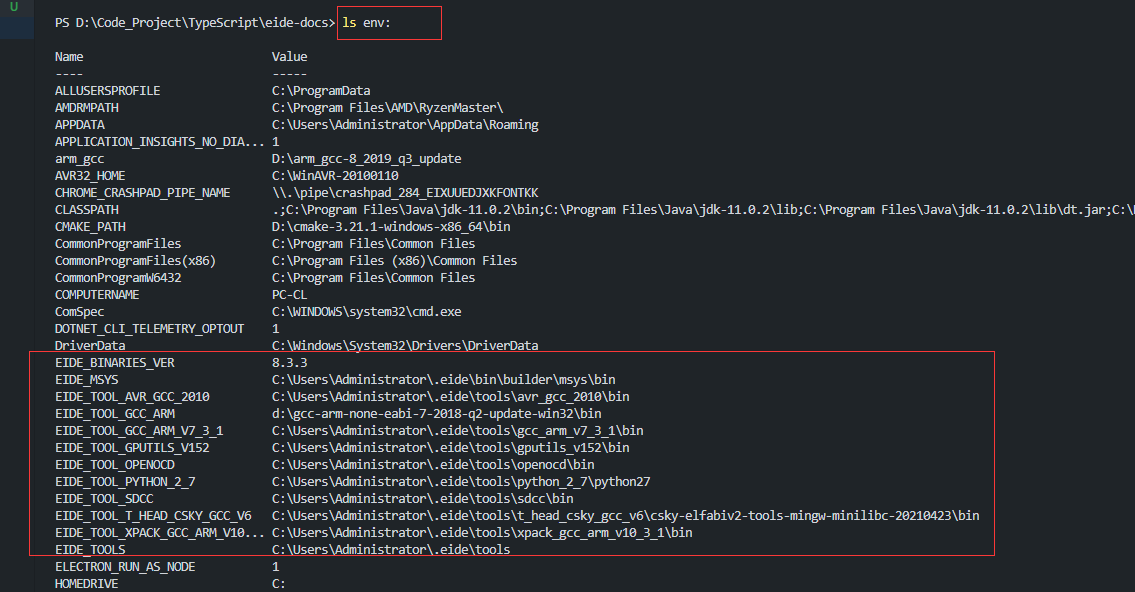 U
PS D:\Code_Project\TypeScript\eide-docs> ls env:
Name Value
---- -----
ALLUSERSPROFILE C:\ProgramData
AMDRMPATH C:\Program Files\AMD\RyzenMaster\
APPDATA C:\Users\Administrator\AppData\Roaming
APPLICATION_INSIGHTS_NO_DIA... 1
arm_gcc D:\arm_gcc-8_2019_q3_update
AVR32_HOME C:\WinAVR-20100110
CHROME_CRASHPAD_PIPE_NAME \\.\pipe\crashpad_284_EIXUUEDJXKFONTKK
CLASSPATH .;C:\Program Files\Java\jdk-11.0.2\bin;C:\Program Files\Java\jdk-11.0.2\lib;C:\Program Files\Java\jdk-11.0.2\lib\dt.jar;C:\
CMAKE_PATH D:\cmake-3.21.1-windows-x86_64\bin
CommonProgramFiles C:\Program Files\Common Files
CommonProgramFiles(x86) C:\Program Files (x86)\Common Files
CommonProgramW6432 C:\Program Files\Common Files
COMPUTERNAME PC-CL
ComSpec C:\WINDOWS\system32\cmd.exe
DOTNET_CLI_TELEMETRY_OPTOUT 1
DriverData C:\Windows\System32\Drivers\DriverData
EIDE_BINARIES_VER 8.3.3
EIDE_MSYS C:\Users\Administrator\.eide\bin\builder\msys\bin
EIDE_TOOL_AVR_GCC_2010 C:\Users\Administrator\.eide\tools\avr_gcc_2010\bin
EIDE_TOOL_GCC_ARM d:\gcc-arm-none-eabi-7-2018-q2-update-win32\bin
EIDE_TOOL_GCC_ARM_V7_3_1 C:\Users\Administrator\.eide\tools\gcc_arm_v7_3_1\bin
EIDE_TOOL_GPUTILS_V152 C:\Users\Administrator\.eide\tools\gputils_v152\bin
EIDE_TOOL_OPENOCD C:\Users\Administrator\.eide\tools\openocd\bin
EIDE_TOOL_PYTHON_2_7 C:\Users\Administrator\.eide\tools\python_2_7\python27
EIDE_TOOL_SDCC C:\Users\Administrator\.eide\tools\sdcc\bin
EIDE_TOOL_T_HEAD_CSKY_GCC_V6 C:\Users\Administrator\.eide\tools\t_head_csky_gcc_v6\csky-elfabiv2-tools-mingw-minilibc-20210423\bin
EIDE_TOOL_XPACK_GCC_ARM_V10... C:\Users\Administrator\.eide\tools\xpack_gcc_arm_v10_3_1\bin
EIDE_TOOLS C:\Users\Administrator\.eide\tools
ELECTRON_RUN_AS_NODE 1
HOMEDRIVE C: